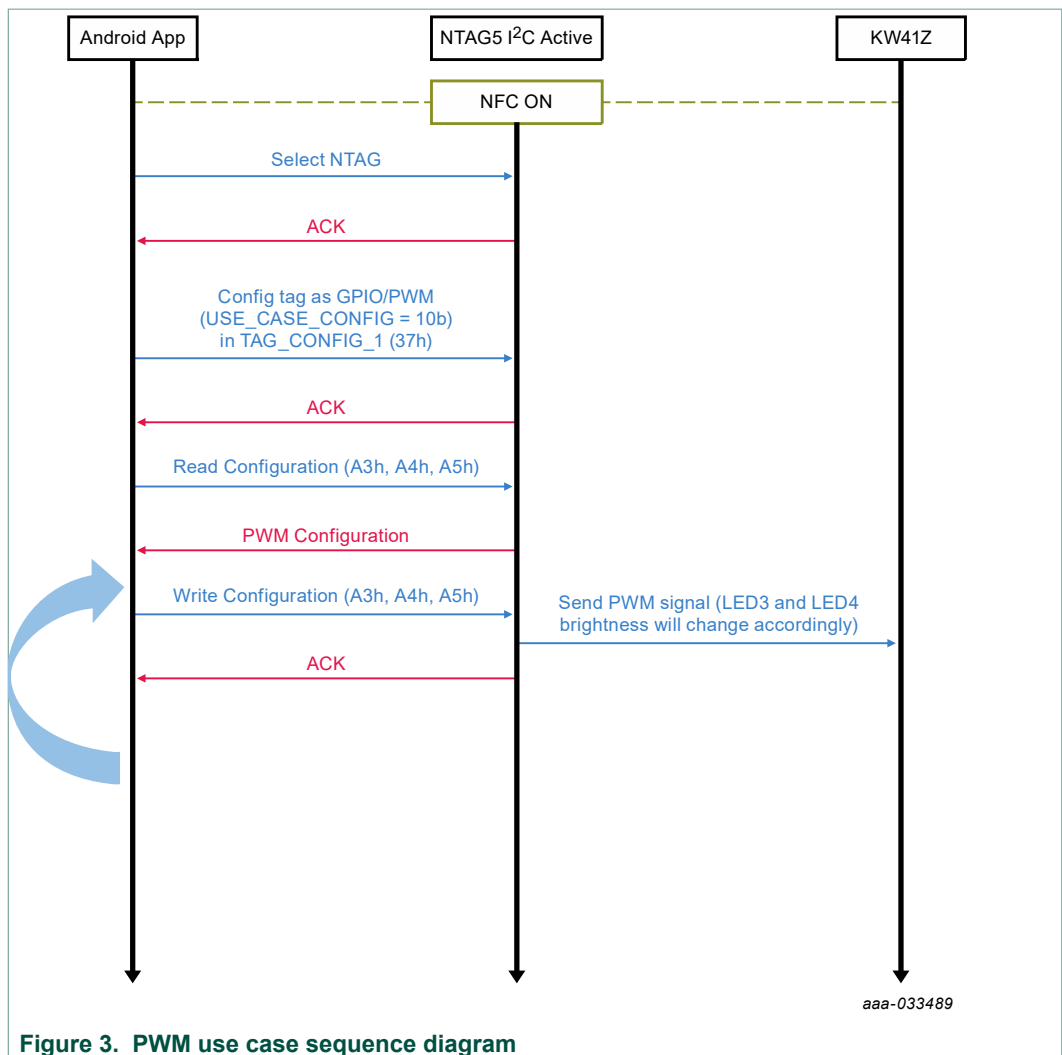 Android App
NTAG5 I²C Active
KW41Z
NFC ON
Select NTAG
ACK
Config tag as GPIO/PWM
(USE_CASE_CONFIG = 10b)
in TAG_CONFIG_1 (37h)
ACK
Read Configuration (A3h, A4h, A5h)
PWM Configuration
Write Configuration (A3h, A4h, A5h)
Send PWM signal (LED3 and LED4
brightness will change accordingly)
ACK
aaa-033489
Figure 3. PWM use case sequence diagram